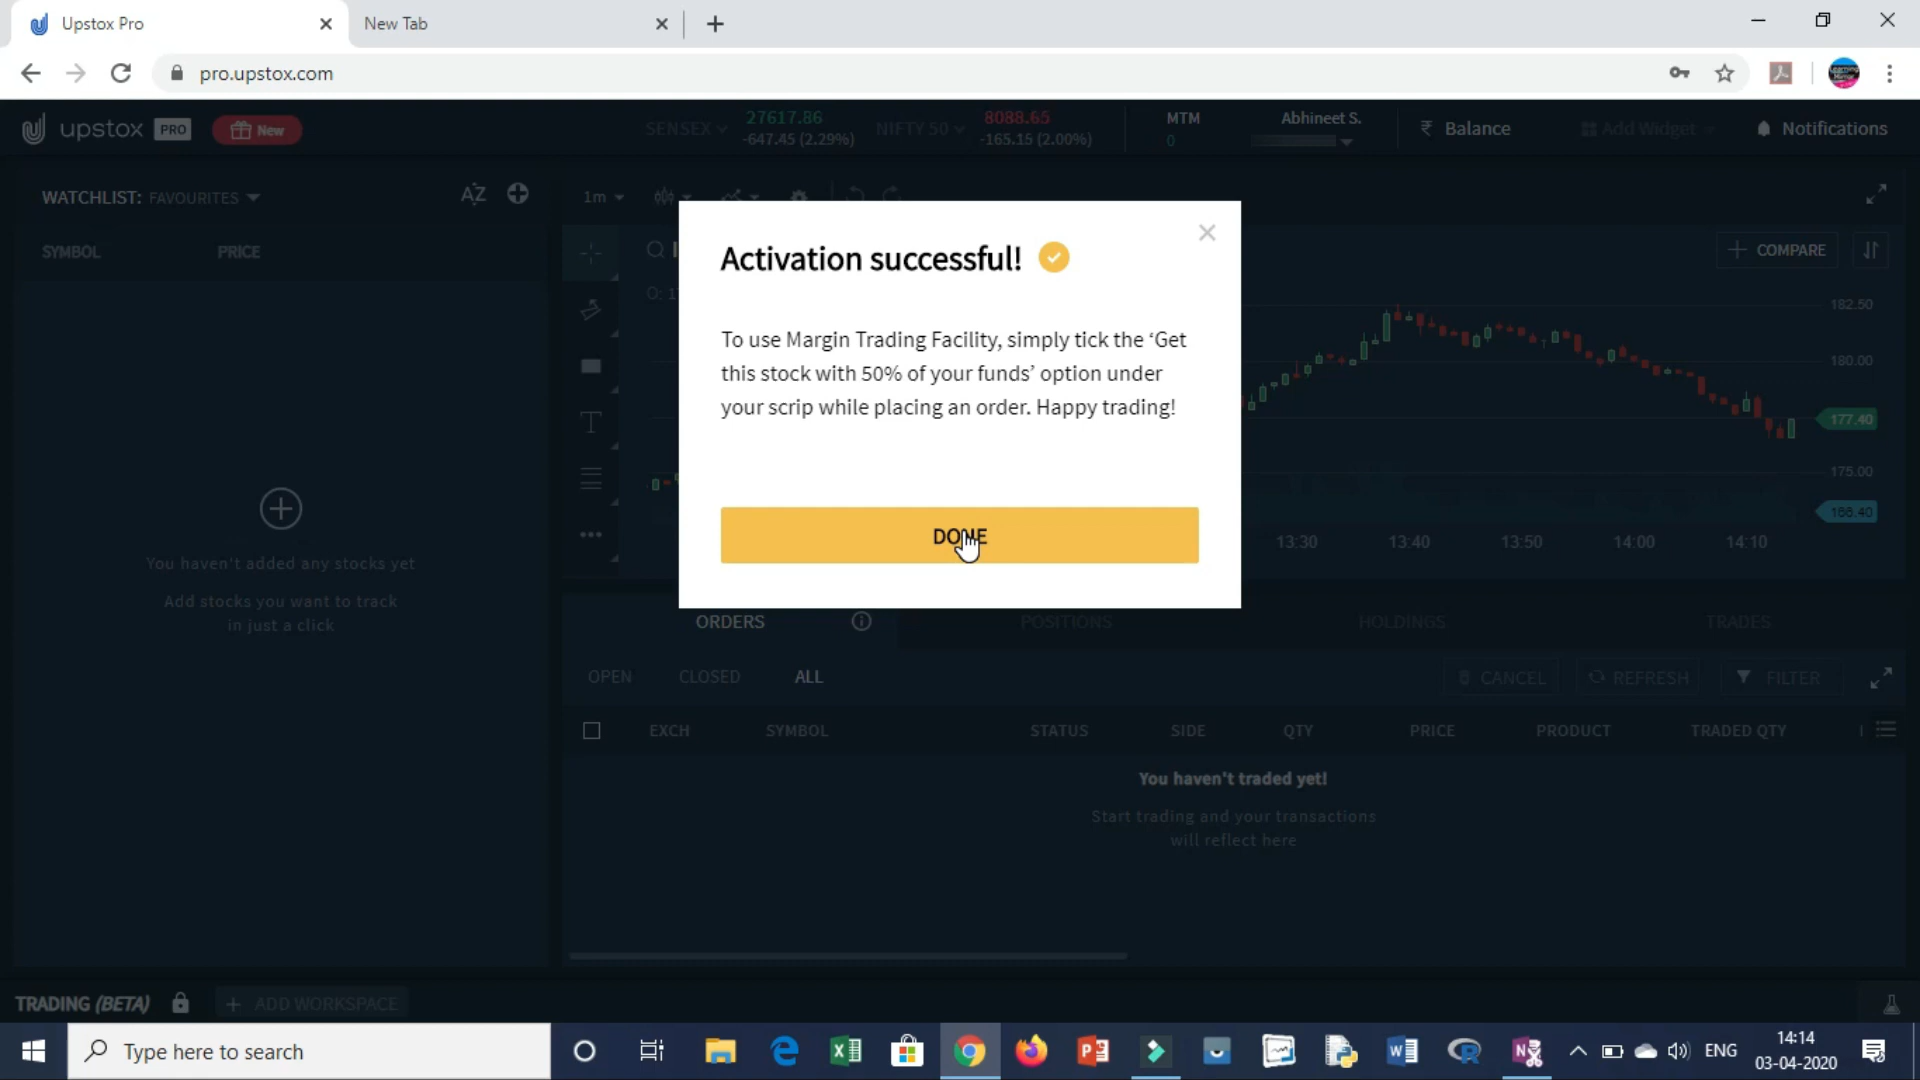 Upstox Pro
New Tab
pro.upstox.com
upstox PRO New
SENSEX 27617.86 -647.45 (2.29%)
NIFTY 50 8088.65 -165.15 (2.00%)
MTM 0
Abhineet S.
₹ Balance
Add Widget
Notifications
WATCHLIST: FAVOURITES
AZ
SYMBOL PRICE
You haven't added any stocks yet
Add stocks you want to track
in just a click
1m
COMPARE
T
Activation successful!
To use Margin Trading Facility, simply tick the ‘Get
this stock with 50% of your funds’ option under
your scrip while placing an order. Happy trading!
DONE
182.50
180.00
177.40
175.00
13:30 13:40 13:50 14:00 14:10
ORDERS POSITIONS HOLDINGS TRADES
OPEN CLOSED ALL CANCEL REFRESH FILTER
EXCH SYMBOL STATUS SIDE QTY PRICE PRODUCT TRADED QTY
You haven't traded yet!
Start trading and your transactions
will reflect here
TRADING (BETA) + ADD WORKSPACE
Type here to search
ENG
14:14
03-04-2020